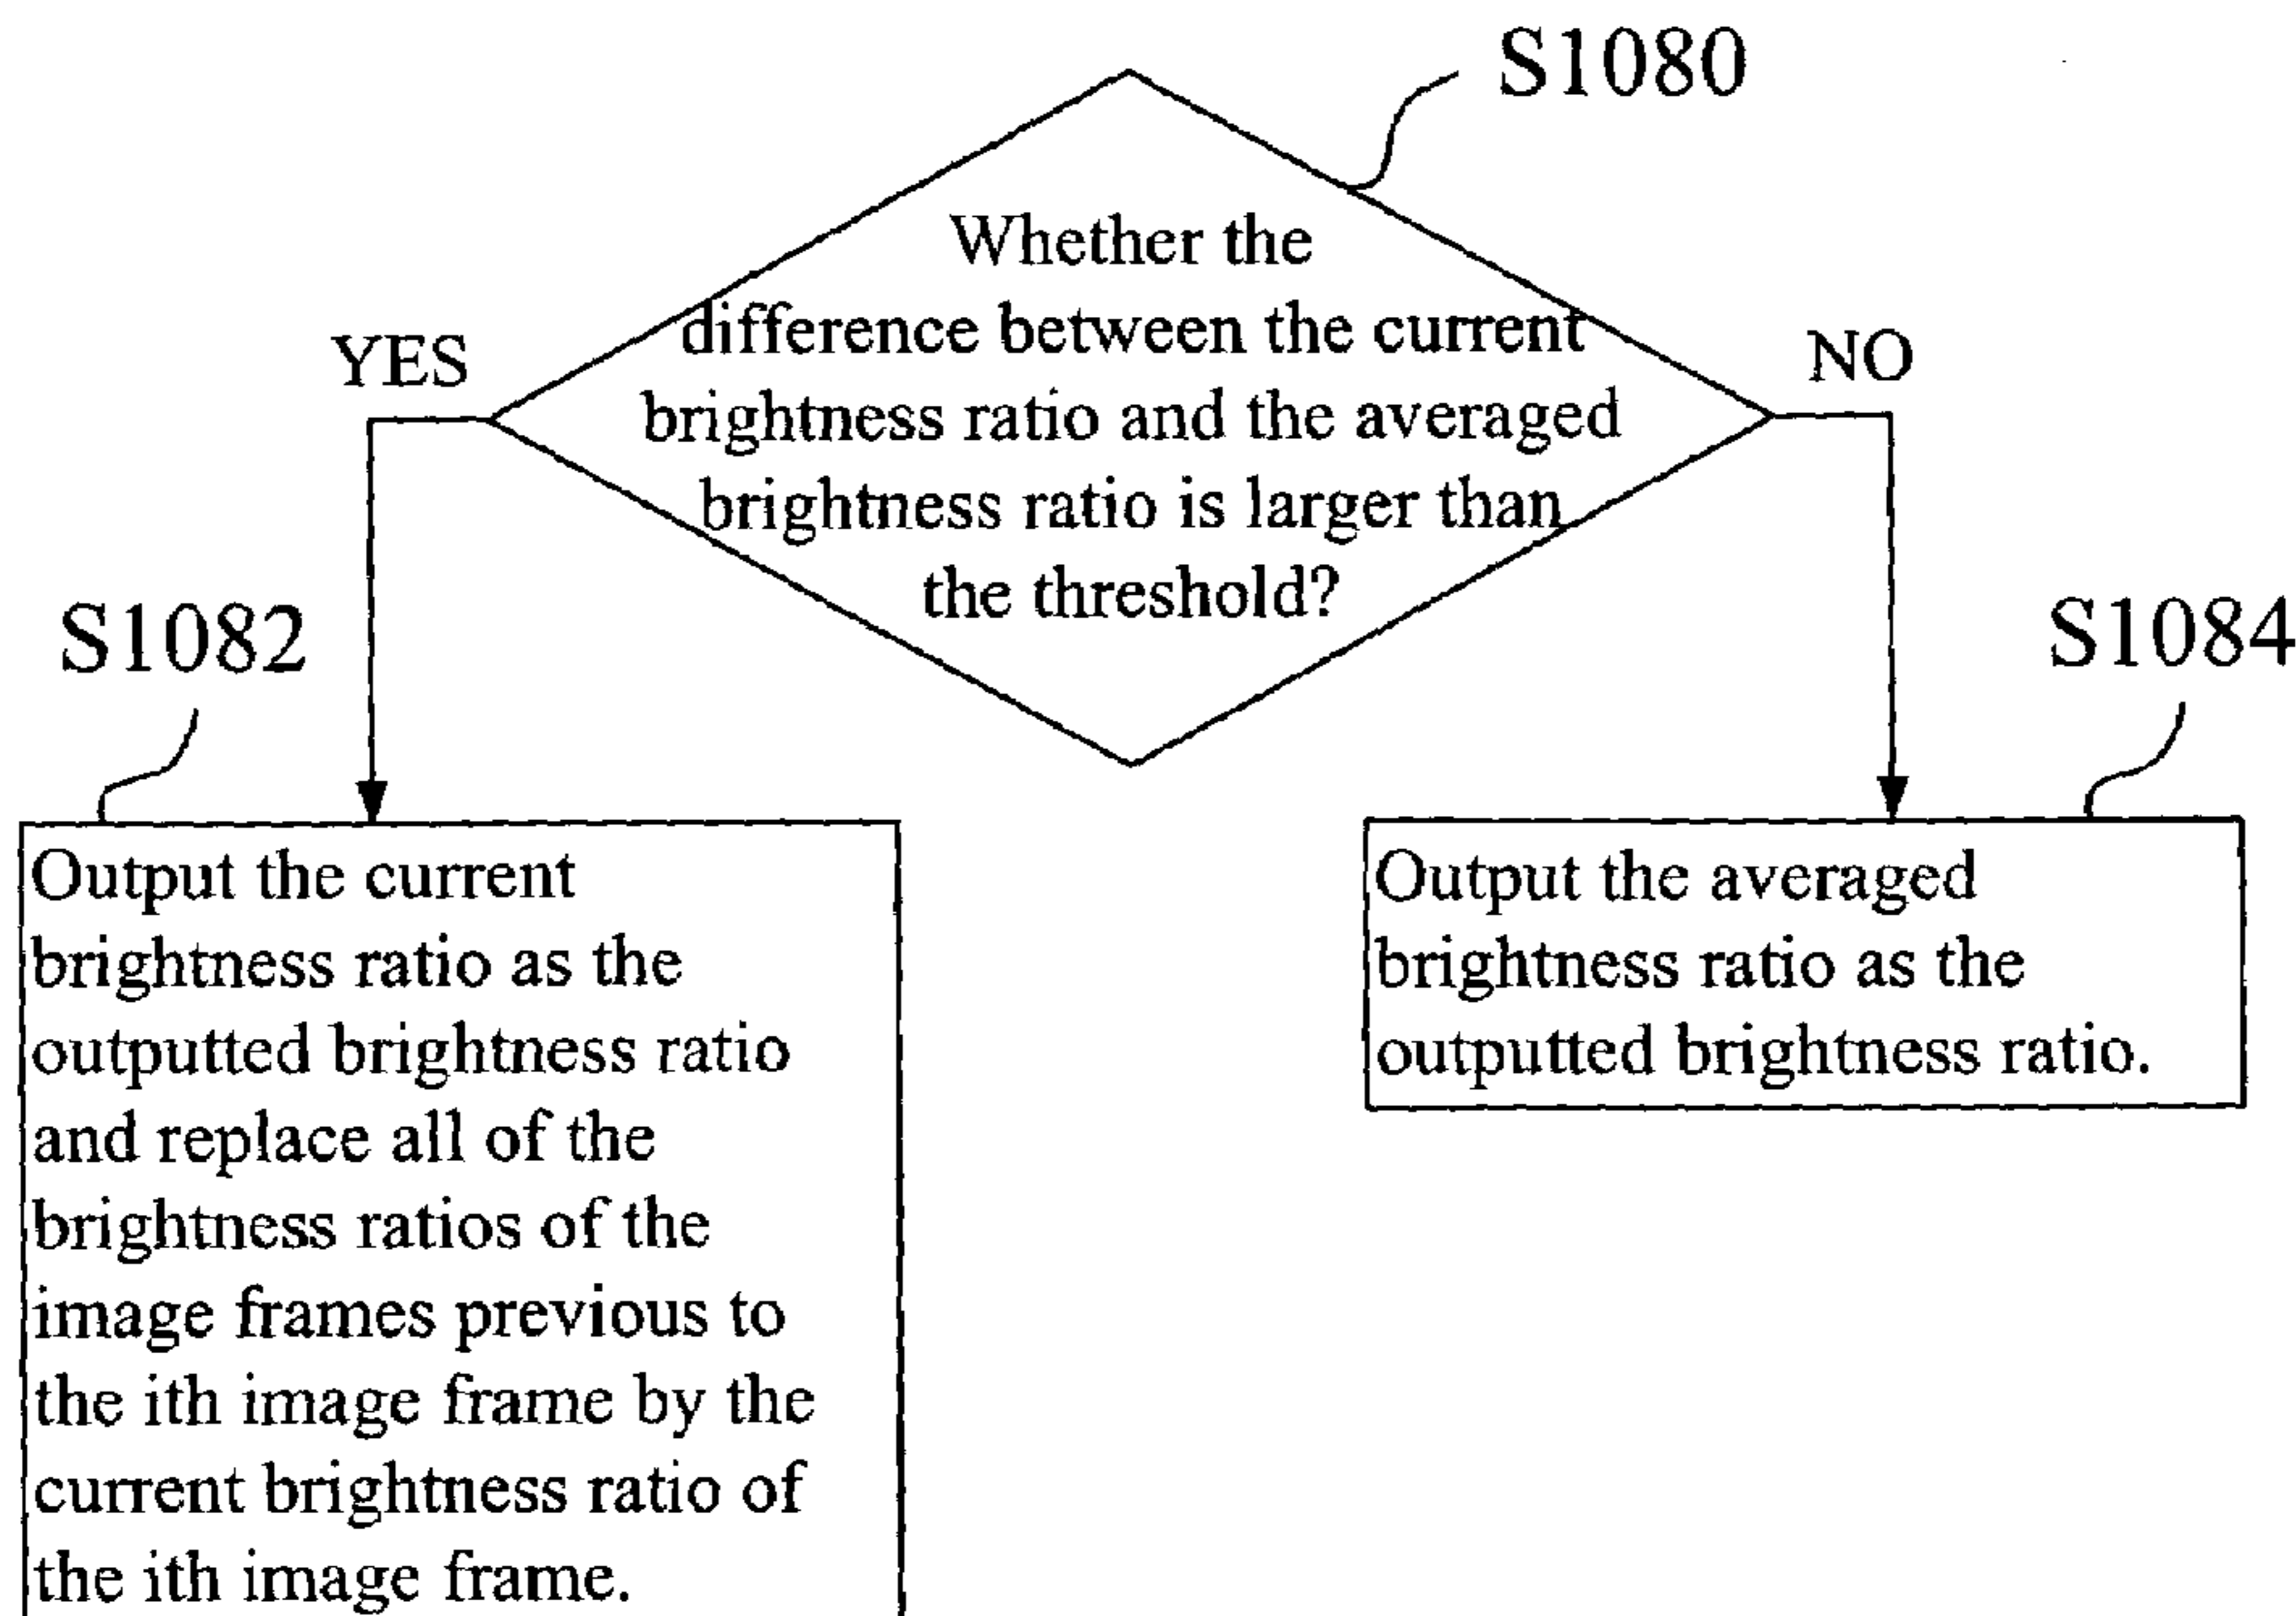 S1080
Whether the
difference between the current
brightness ratio and the averaged
brightness ratio is larger than
the threshold?
YES
NO
S1082
S1084
Output the current
brightness ratio as the
outputted brightness ratio
and replace all of the
brightness ratios of the
image frames previous to
the ith image frame by the
current brightness ratio of
the ith image frame.
Output the averaged
brightness ratio as the
outputted brightness ratio.